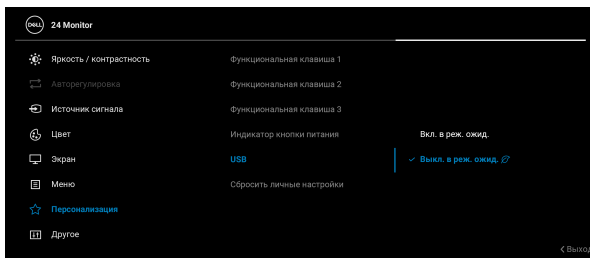 DELL 24 Monitor
Яркость / контрастность Функциональная клавиша 1
Авторегулировка Функциональная клавиша 2
Источник сигнала Функциональная клавиша 3
Цвет Индикатор кнопки питания Вкл. в реж. ожид.
Экран USB Выкл. в реж. ожид.
Меню Сбросить личные настройки
Персонализация
Другое
Выход